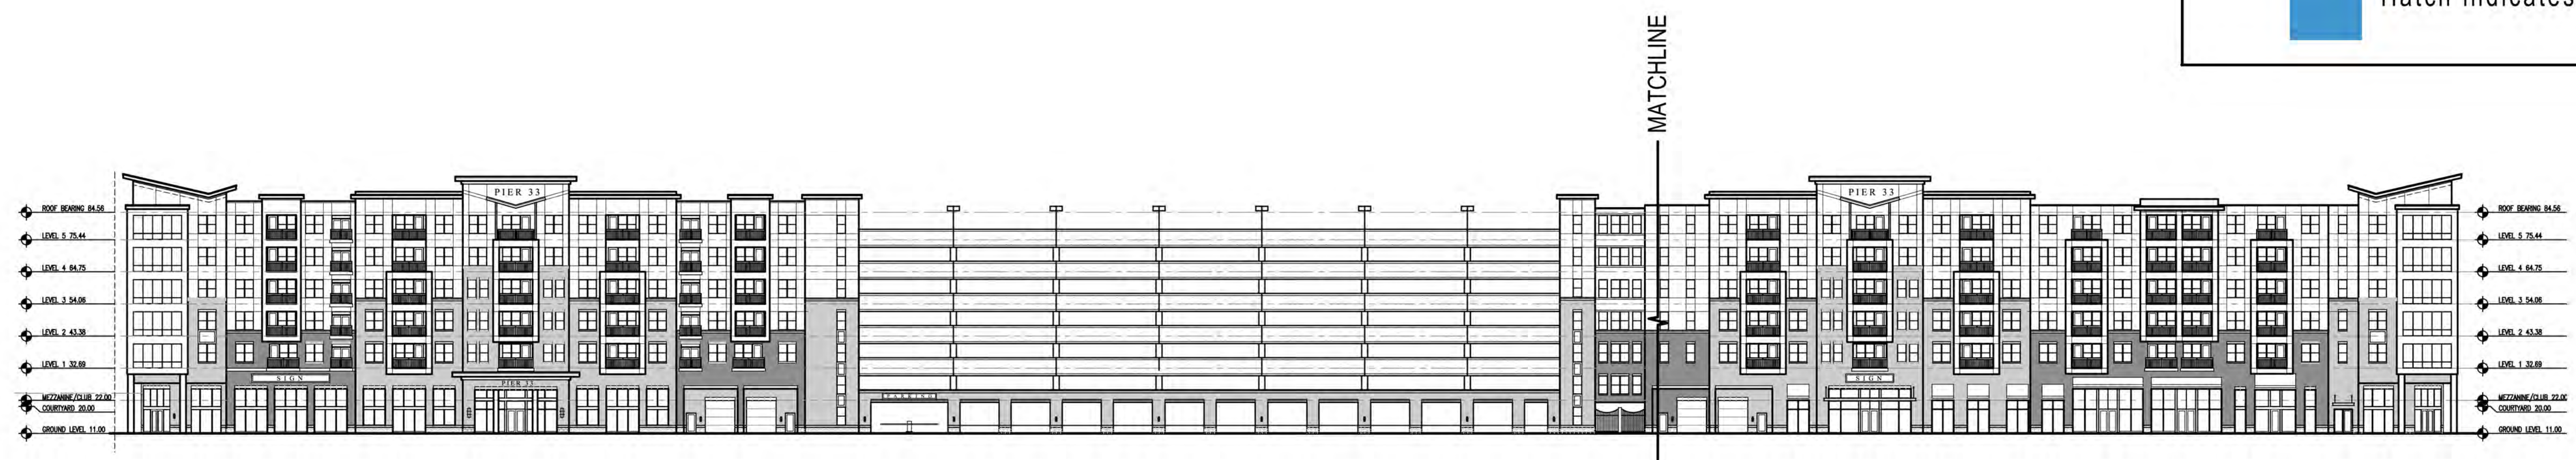 Hatch indicates
MATCHLINE
PIER 33
PIER 33
ROOF BEARING 84.56
LEVEL 5 75.44
LEVEL 4 64.75
LEVEL 3 54.06
LEVEL 2 43.38
LEVEL 1 32.69
MEZZANINE/CLUB 22.00
COURTYARD 20.00
GROUND LEVEL 11.00
SIGN
PIER 33
PARKING
SIGN
ROOF BEARING 84.56
LEVEL 5 75.44
LEVEL 4 64.75
LEVEL 3 54.06
LEVEL 2 43.38
LEVEL 1 32.69
MEZZANINE/CLUB 22.00
COURTYARD 20.00
GROUND LEVEL 11.00